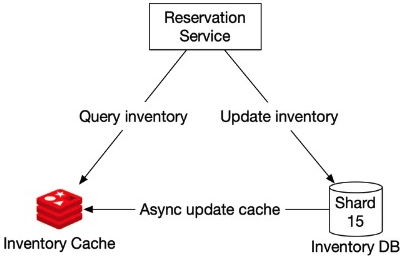 Reservation
Service
Query inventory
Update inventory
Async update cache
Shard
15
Inventory Cache
Inventory DB